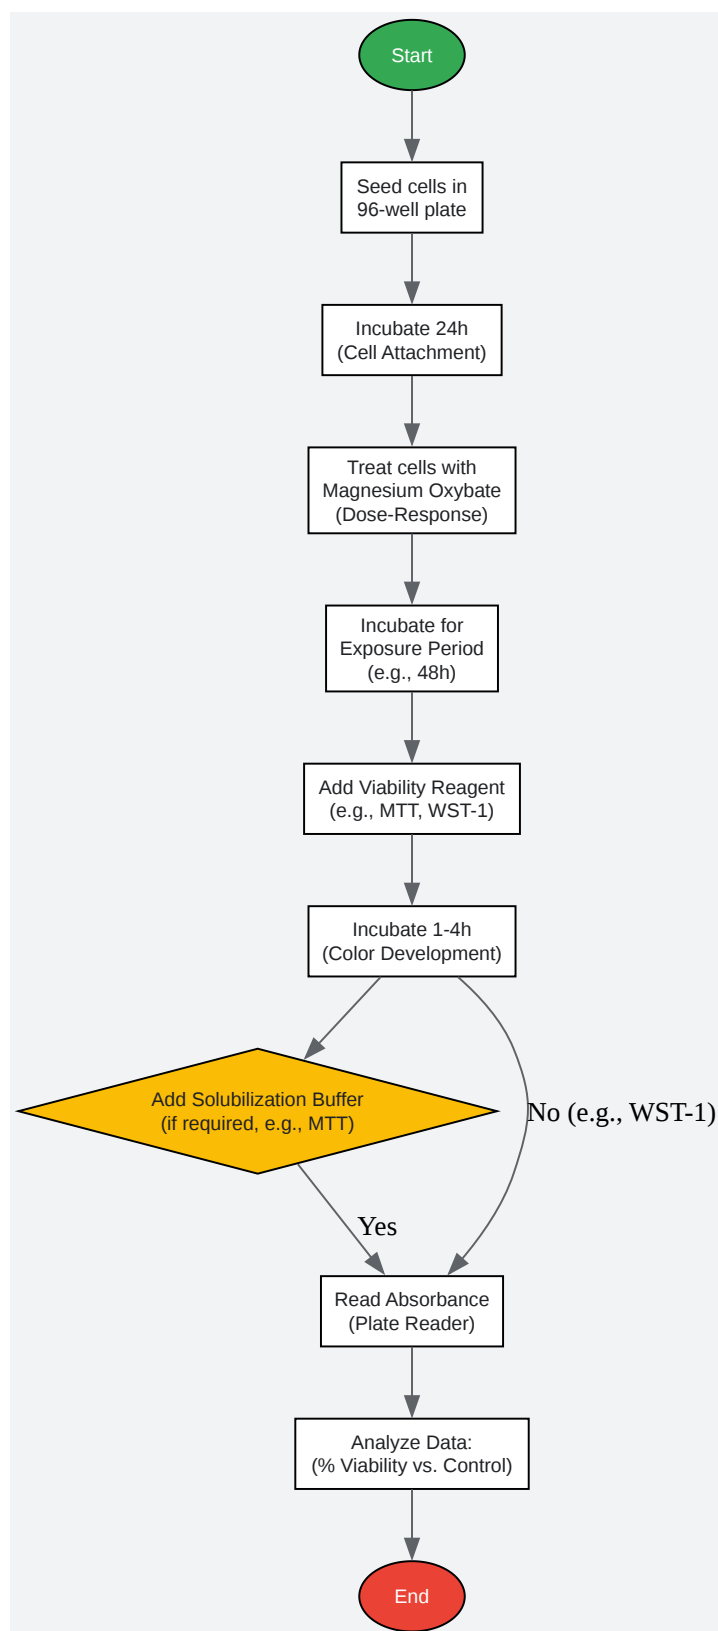 Start
Seed cells in
96-well plate
Incubate 24h
(Cell Attachment)
Treat cells with
Magnesium Oxybate
(Dose-Response)
Incubate for
Exposure Period
(e.g., 48h)
Add Viability Reagent
(e.g., MTT, WST-1)
Incubate 1-4h
(Color Development)
Add Solubilization Buffer
(if required, e.g., MTT)
No (e.g., WST-1)
Yes
Read Absorbance
(Plate Reader)
Analyze Data:
(% Viability vs. Control)
End